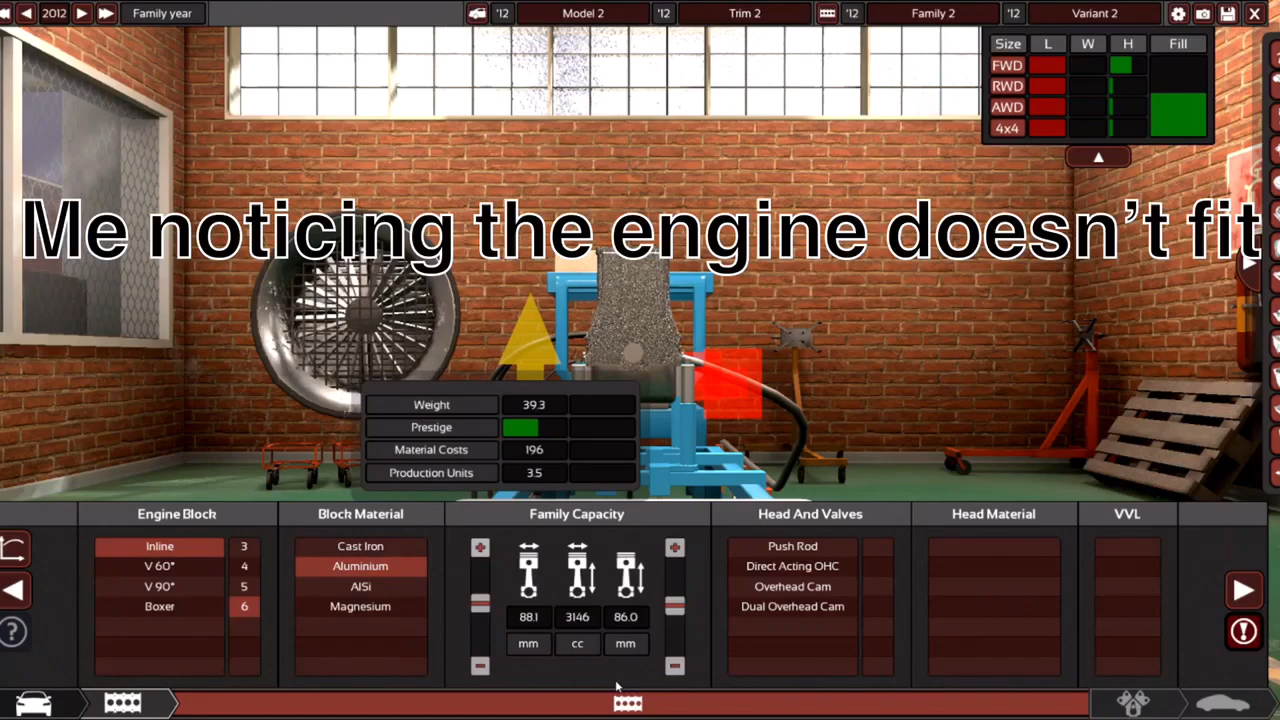 2012 Family year '12 Model 2 '12 Trim 2 '12 Family 2 '12 Variant 2 X
Size L W H Fill
FWD
RWD
AWD
4x4
Me noticing the engine doesn't fit
Weight 39.3
Prestige
Material Costs 196
Production Units 3.5
Engine Block Block Material Family Capacity Head And Valves Head Material VVL
Inline 3 Cast Iron Push Rod
V 60° 4 Aluminium Direct Acting OHC
V 90° 5 AlSi Overhead Cam
Boxer 6 Magnesium Dual Overhead Cam
88.1 3146 86.0
mm cc mm